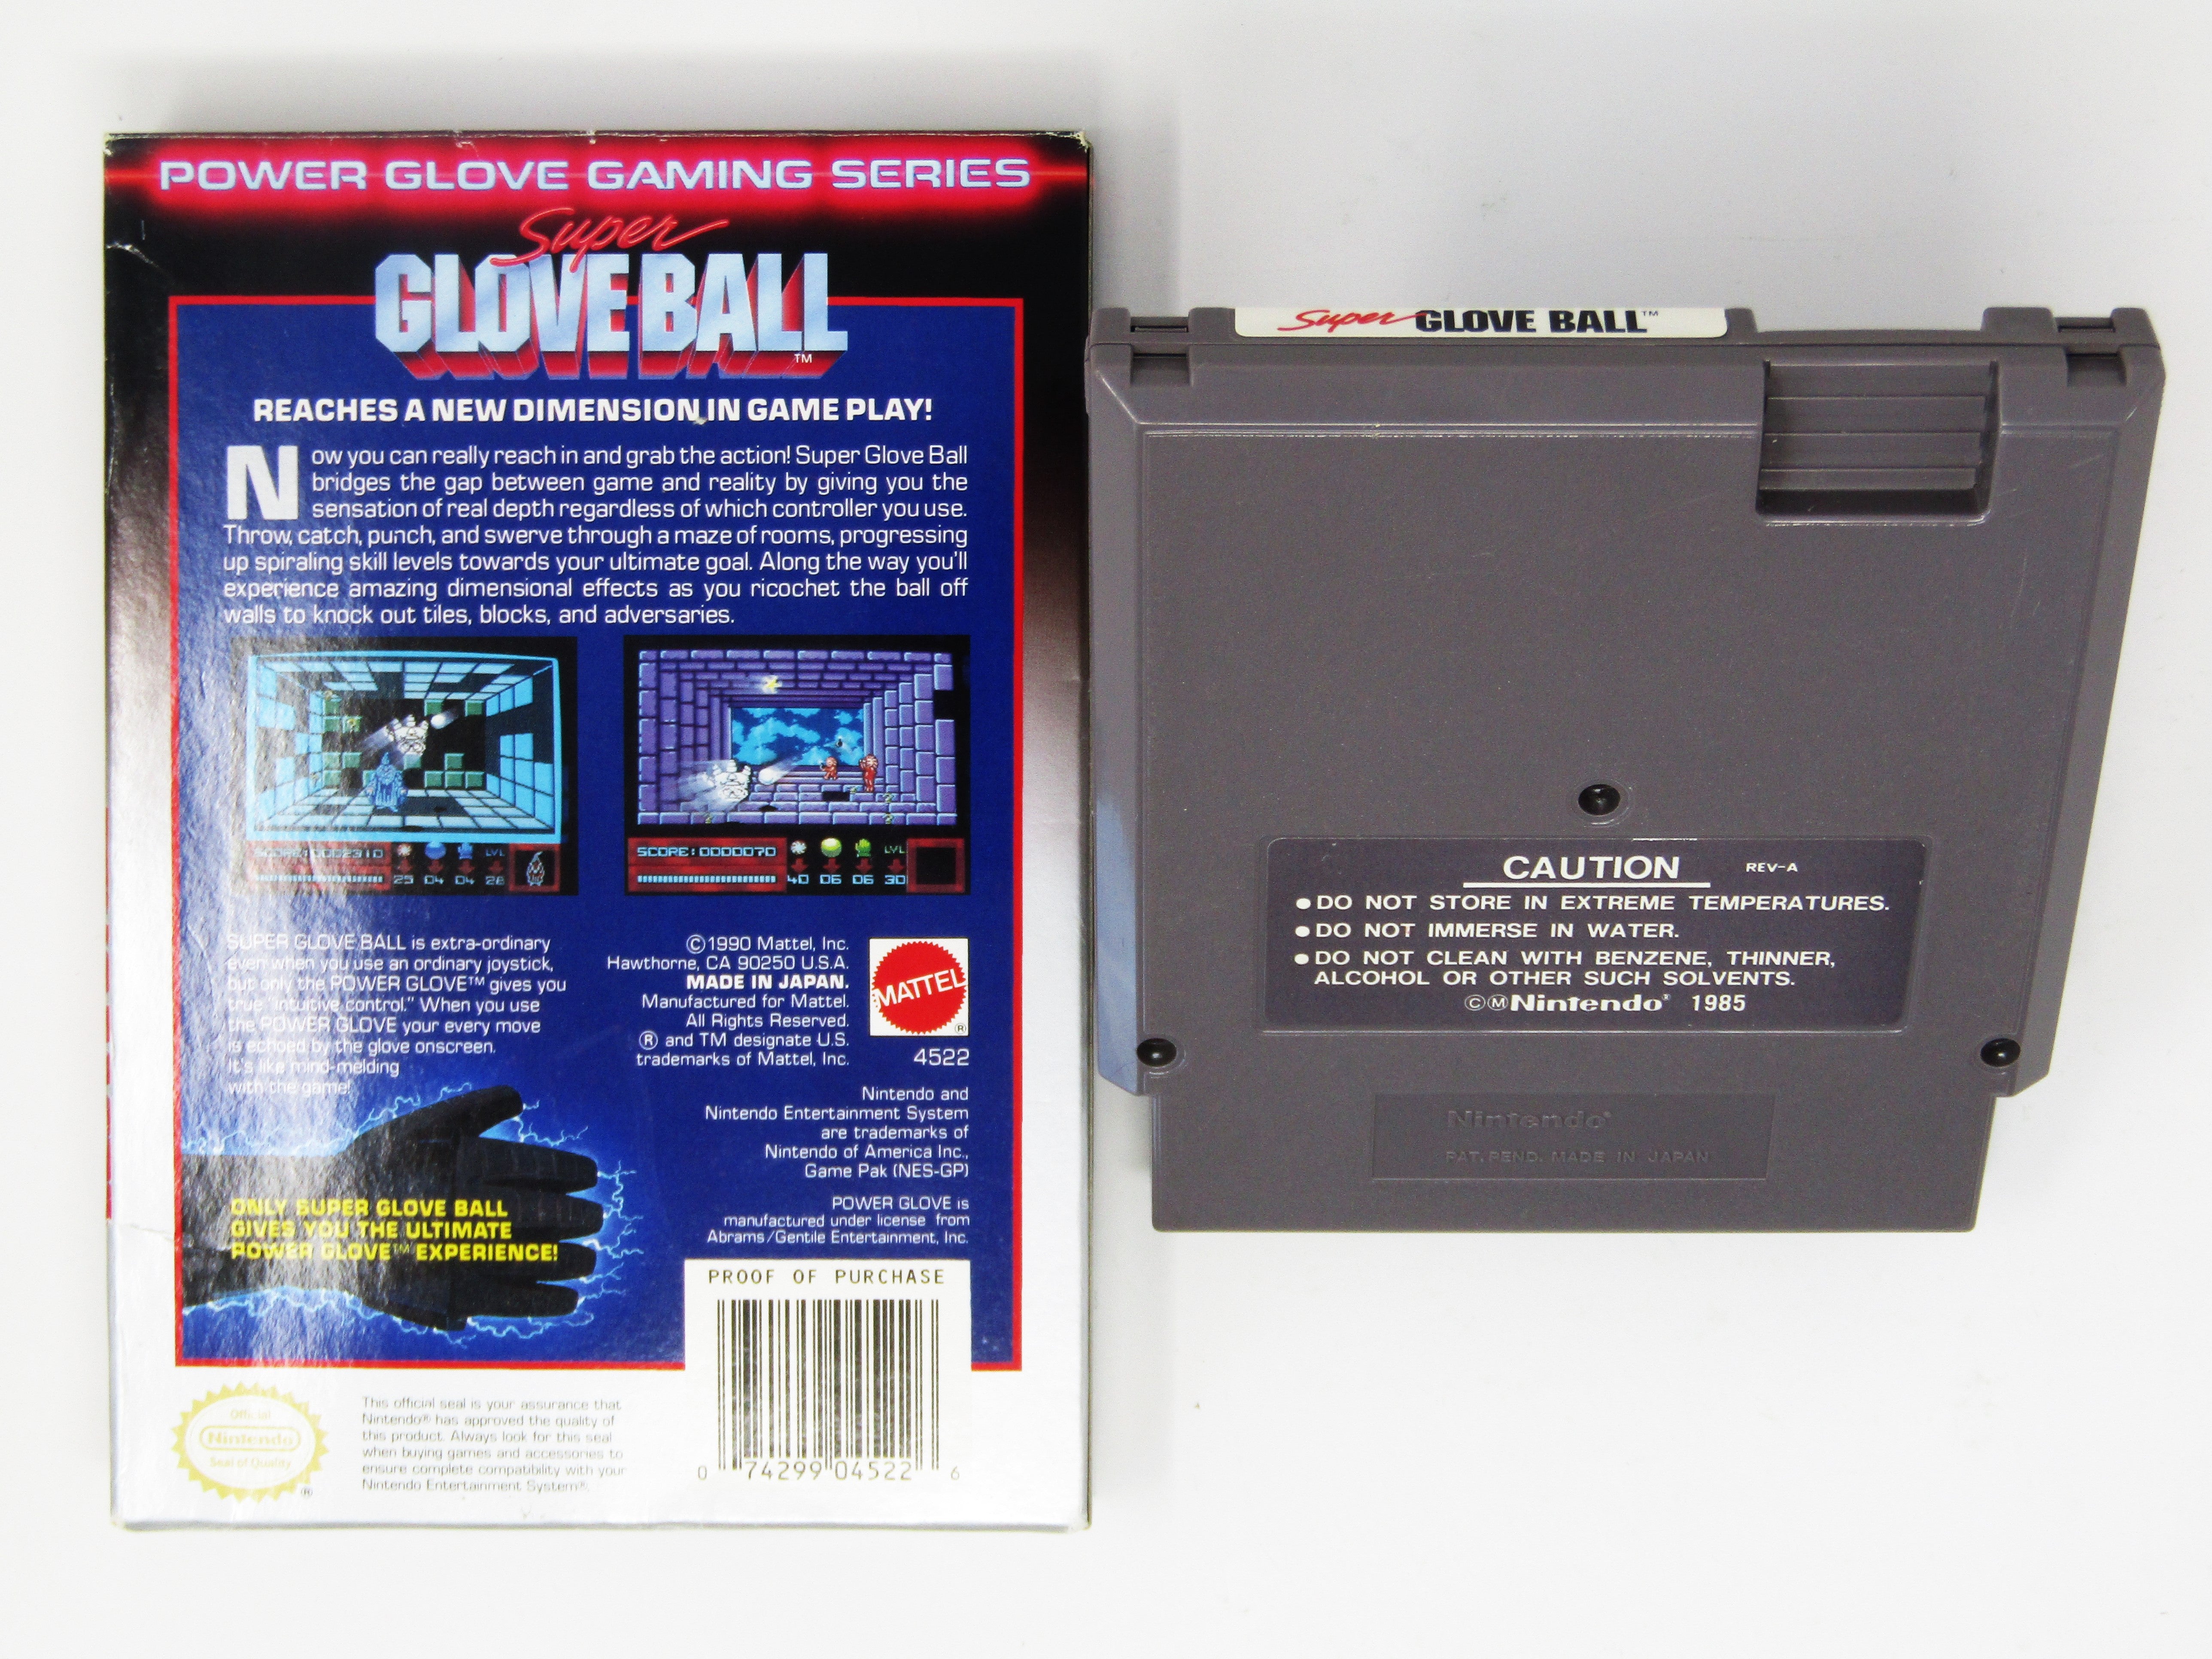 POWER GLOVE GAMING SERIES
Super
GLOVE BALL™
REACHES A NEW DIMENSION IN GAME PLAY!
Now you can really reach in and grab the action! Super Glove Ball
bridges the gap between game and reality by giving you the
sensation of real depth regardless of which controller you use.
Throw, catch, punch, and swerve through a maze of rooms, progressing
up spiraling skill levels towards your ultimate goal. Along the way you'll
experience amazing dimensional effects as you ricochet the ball off
walls to knock out tiles, blocks, and adversaries.
SCORE:0002310 LVL
25 04 04 28
SCORE:0000070 LVL
40 06 06 30
SUPER GLOVE BALL is extra-ordinary
even when you use an ordinary joystick,
but only the POWER GLOVE™ gives you
true "intuitive control." When you use
the POWER GLOVE your every move
is echoed by the glove onscreen.
It's like mind-melding
with the game!
ONLY SUPER GLOVE BALL
GIVES YOU THE ULTIMATE
POWER GLOVE™ EXPERIENCE!
©1990 Mattel, Inc.
Hawthorne, CA 90250 U.S.A.
MADE IN JAPAN.
Manufactured for Mattel.
All Rights Reserved.
® and TM designate U.S.
trademarks of Mattel, Inc.
MATTEL®
4522
Nintendo and
Nintendo Entertainment System
are trademarks of
Nintendo of America Inc.,
Game Pak (NES-GP)
POWER GLOVE is
manufactured under license from
Abrams/Gentile Entertainment, Inc.
PROOF OF PURCHASE
0 74299 04522 6
Official
Nintendo
Seal of Quality
®
This official seal is your assurance that
Nintendo® has approved the quality of
this product. Always look for this seal
when buying games and accessories to
ensure complete compatibility with your
Nintendo Entertainment System®.
Super GLOVE BALL™
CAUTION REV-A
●DO NOT STORE IN EXTREME TEMPERATURES.
●DO NOT IMMERSE IN WATER.
●DO NOT CLEAN WITH BENZENE, THINNER,
ALCOHOL OR OTHER SUCH SOLVENTS.
©ⓂNintendo® 1985
Nintendo®
PAT. PEND. MADE IN JAPAN